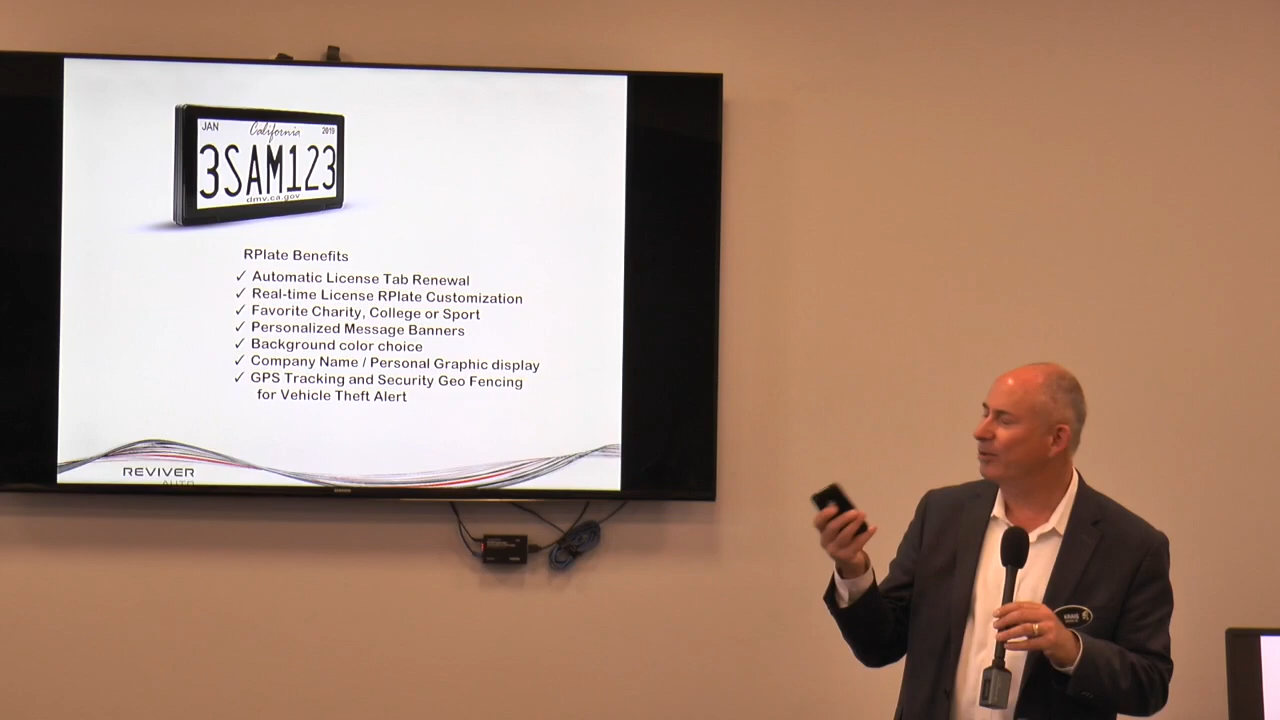 JAN California 2019
3SAM123
dmv.ca.gov
RPlate Benefits
✓ Automatic License Tab Renewal
✓ Real-time License RPlate Customization
✓ Favorite Charity, College or Sport
✓ Personalized Message Banners
✓ Background color choice
✓ Company Name / Personal Graphic display
✓ GPS Tracking and Security Geo Fencing
for Vehicle Theft Alert
REVIVER
AUTO
SAMSUNG